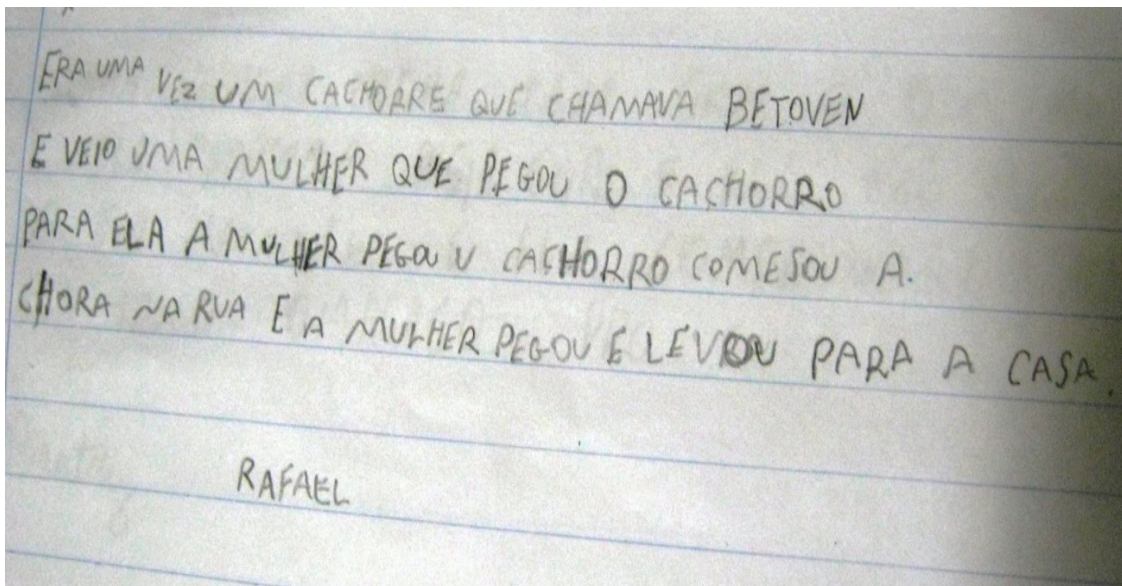 ERA UMA VEZ UM CACHORRE QUE CHAMAVA BETOVEN
E VEIO UMA MULHER QUE PEGOU O CACHORRO
PARA ELA A MULHER PEGOU U CACHORRO COMESOU A.
CHORA NA RUA E A MULHER PEGOU E LEVOU PARA A CASA.
RAFAEL